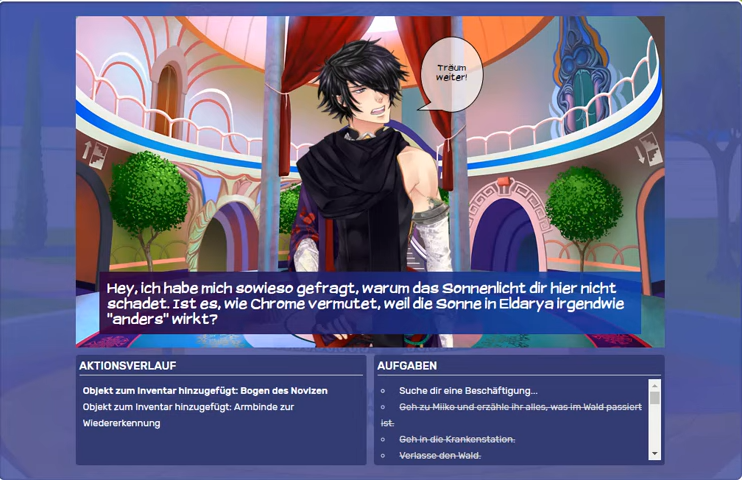 Träum
weiter!
Hey, ich habe mich sowieso gefragt, warum das Sonnenlicht dir hier nicht
schadet. Ist es, wie Chrome vermutet, weil die Sonne in Eldarya irgendwie
"anders" wirkt?
AKTIONSVERLAUF
Objekt zum Inventar hinzugefügt: Bogen des Novizen
Objekt zum Inventar hinzugefügt: Armbinde zur
Wiedererkennung
AUFGABEN
Suche dir eine Beschäftigung...
Geh zu Miiko und erzähle ihr alles, was im Wald passiert
ist.
Geh in die Krankenstation.
Verlasse den Wald.